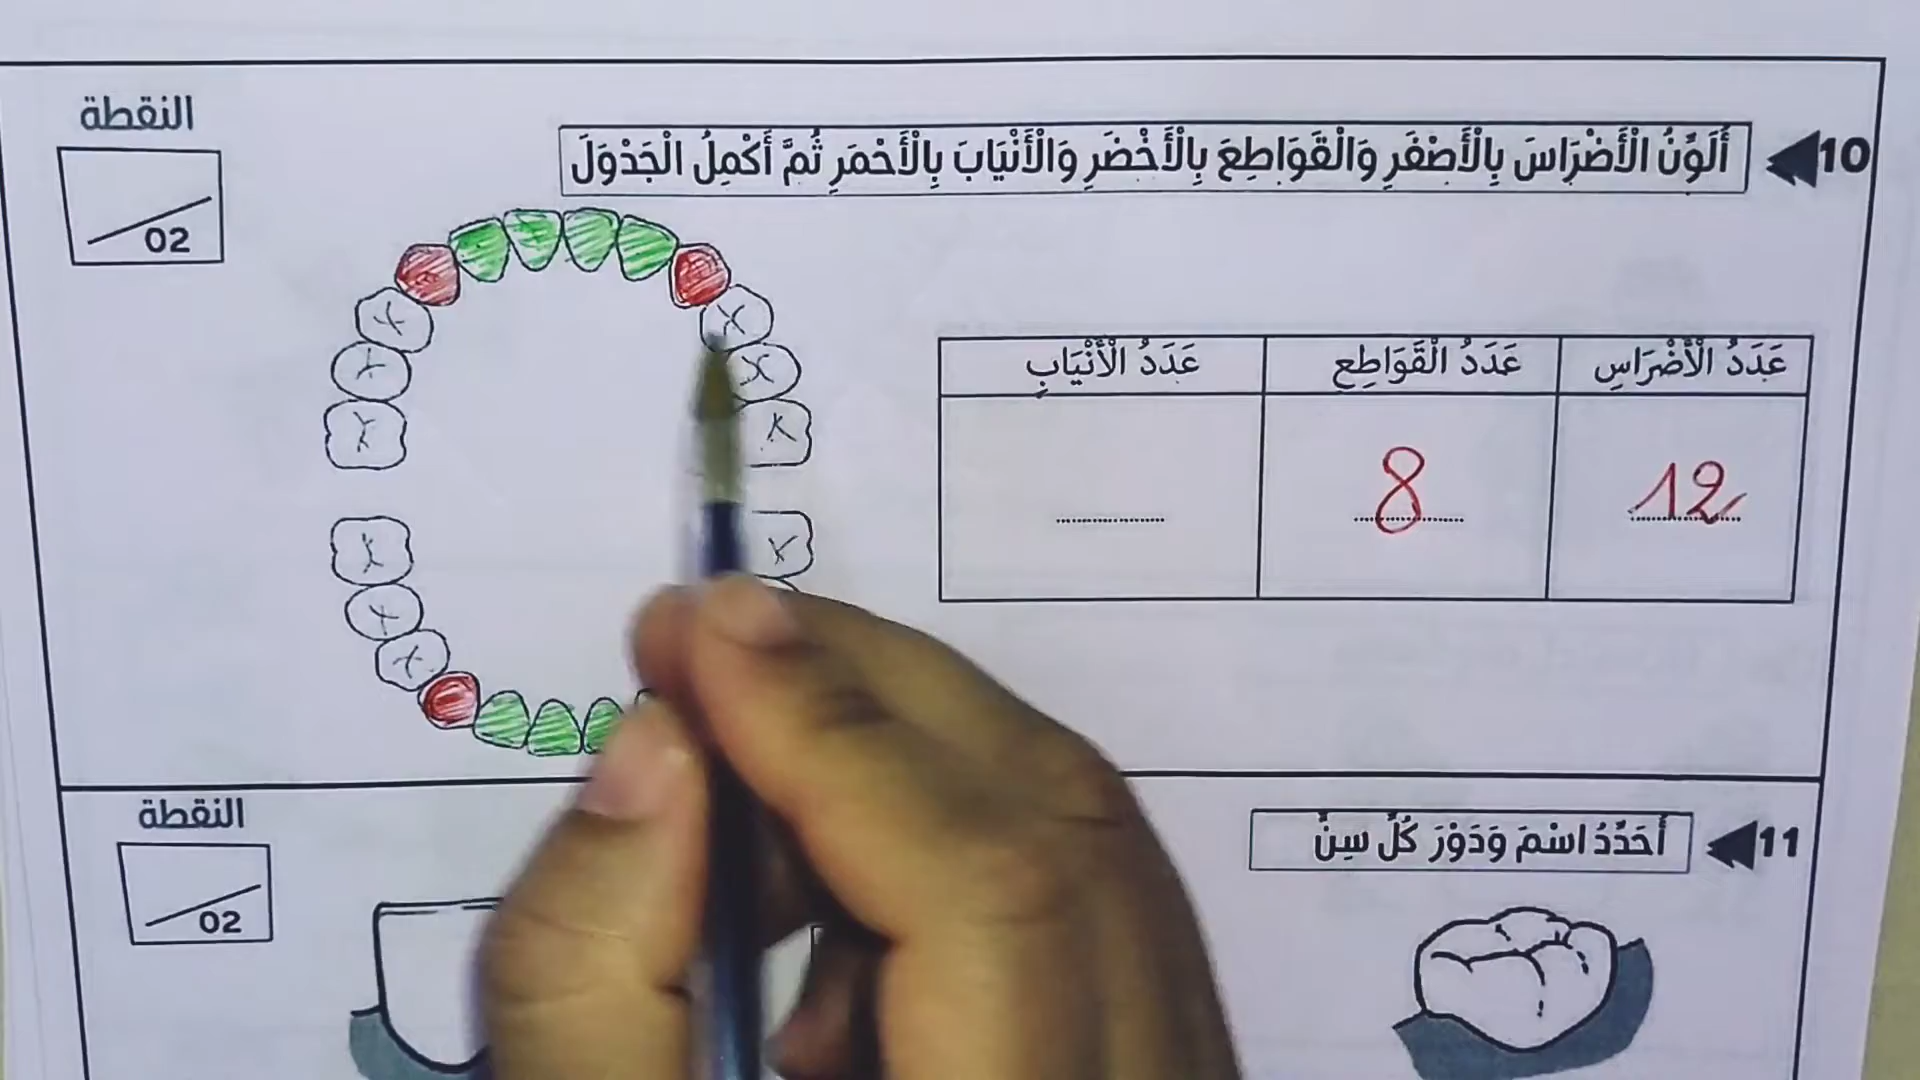 النقطة
02
10 أُلَوِّنُ الْأَضْرَاسَ بِالْأَصْفَرِ وَالْقَوَاطِعَ بِالْأَخْضَرِ وَالْأَنْيَابَ بِالْأَحْمَرِ ثُمَّ أَكْمِلُ الْجَدْوَلَ
عَدَدُ الْأَضْرَاسِ عَدَدُ الْقَوَاطِعِ عَدَدُ الْأَنْيَابِ
12 8
النقطة
02
11 أُحَدِّدُ اسْمَ وَدَوْرَ كُلِّ سِنٍّ